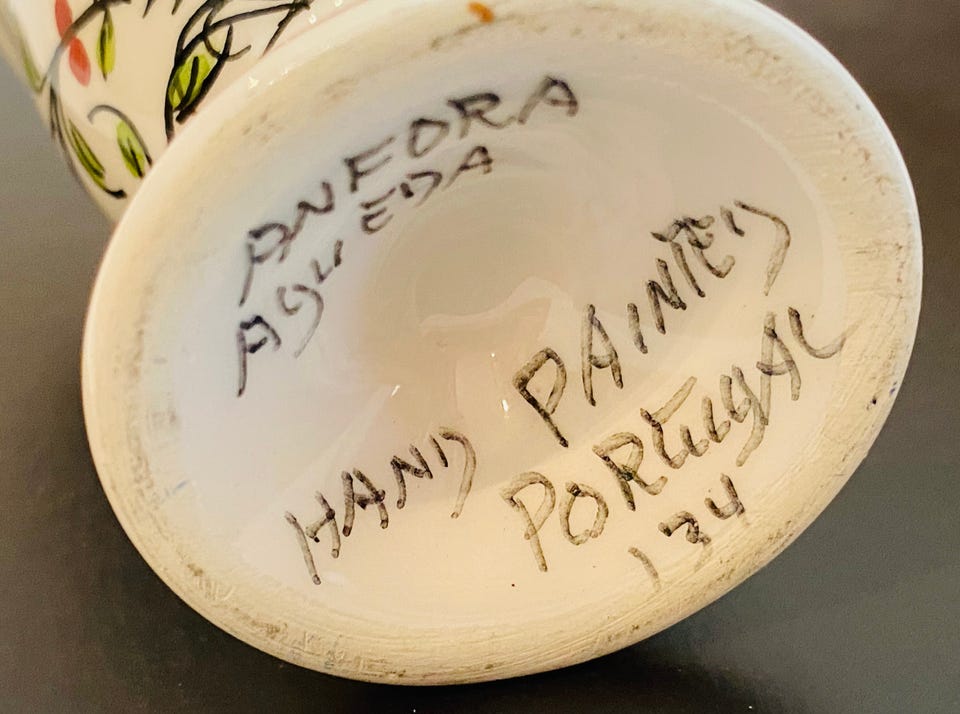 ANFORA
AGUEDA
HAND PAINTED
PORTUGAL
134